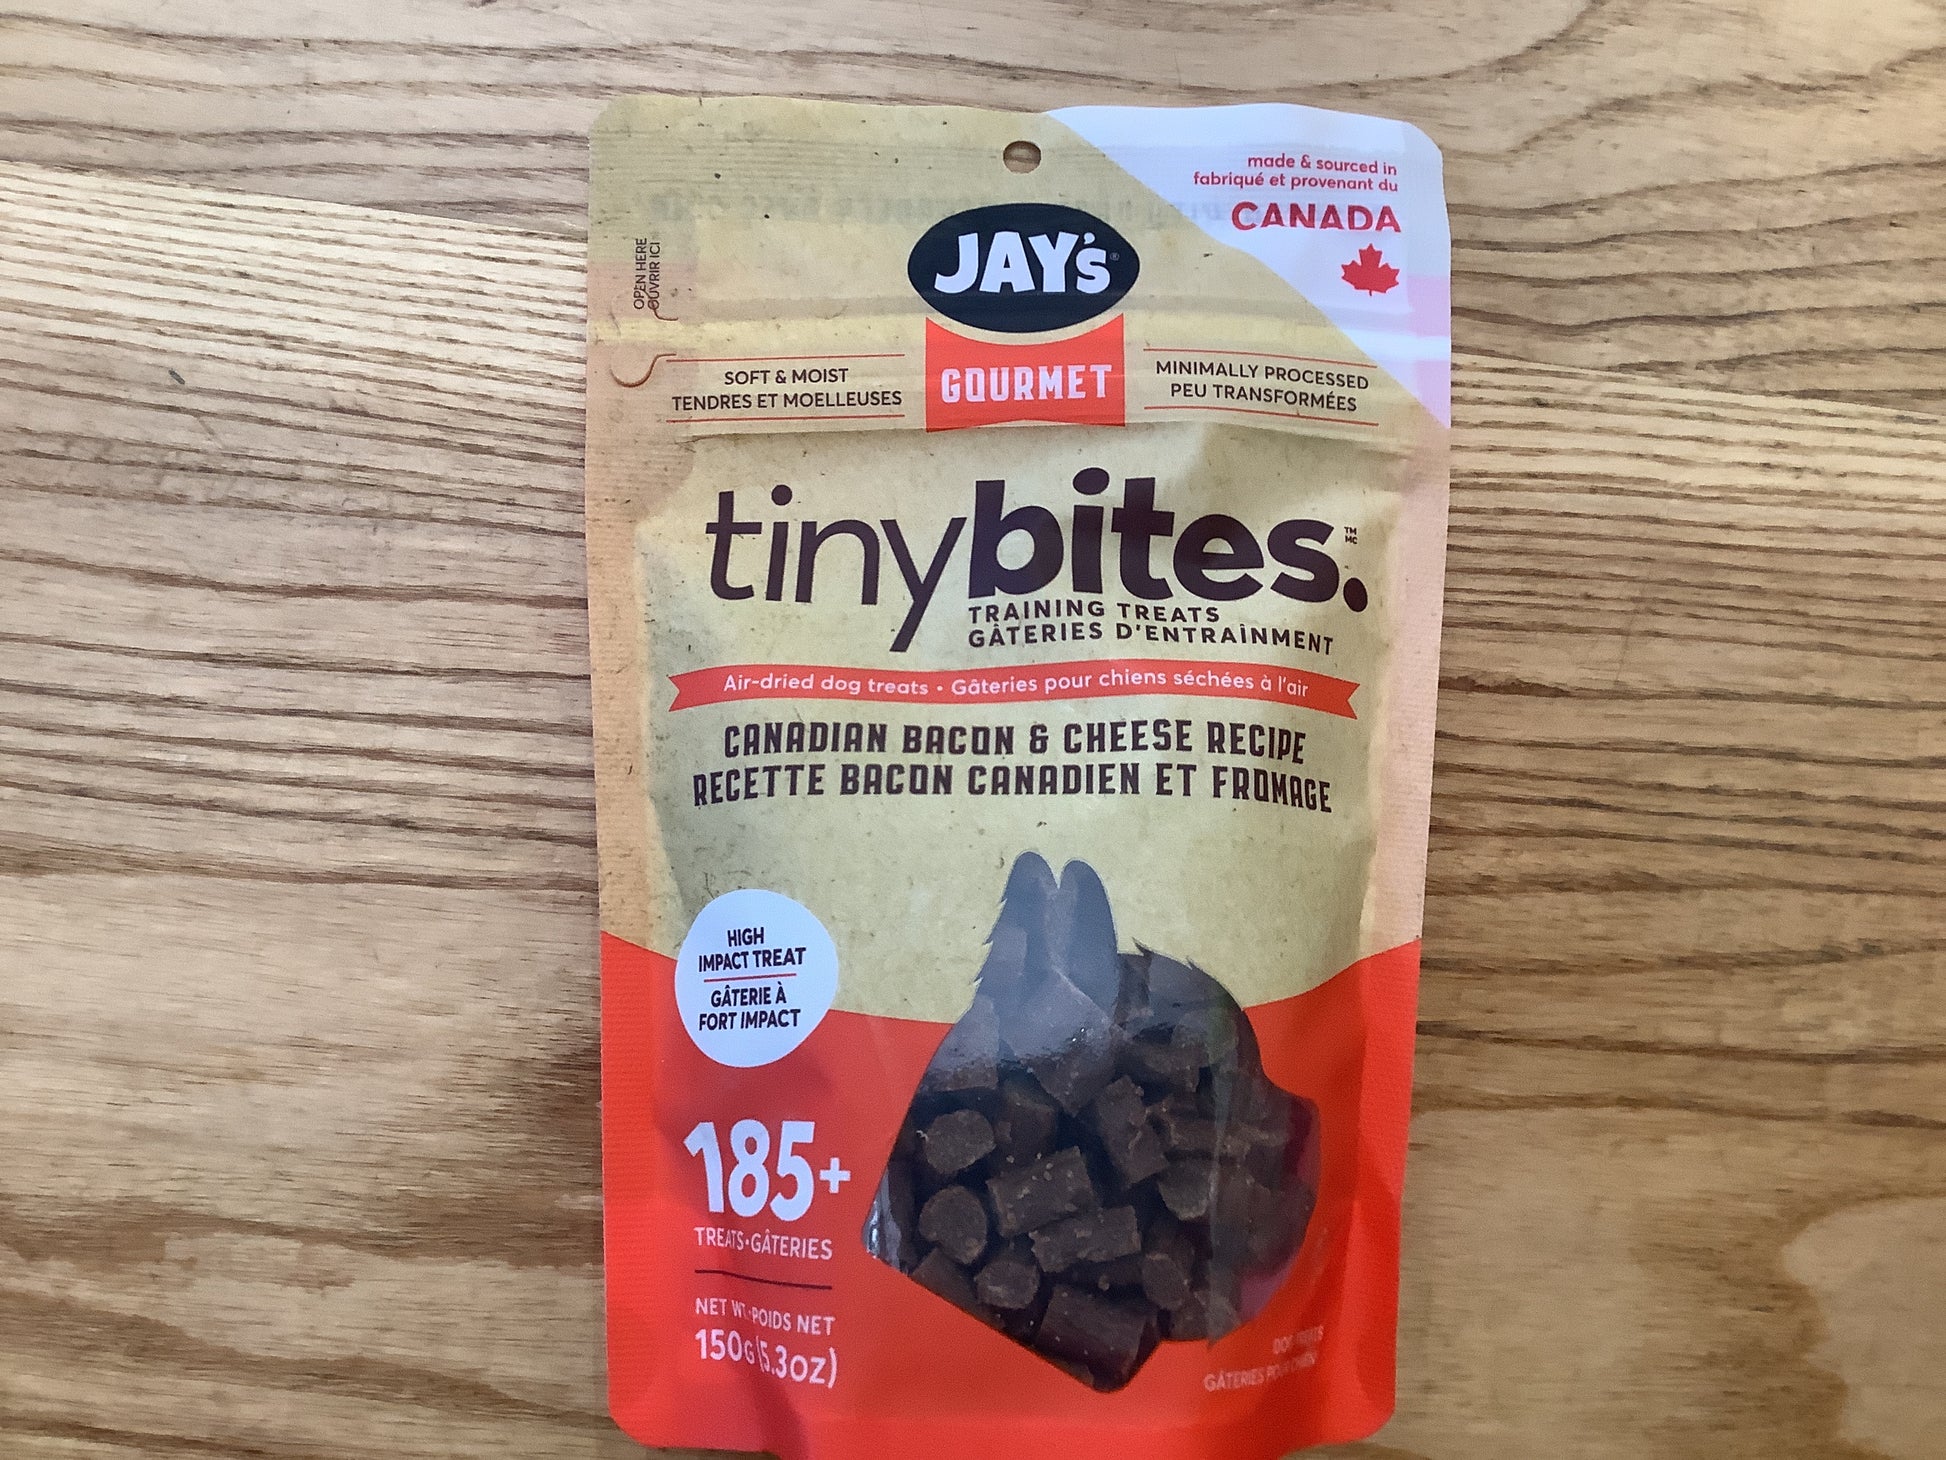 made & sourced in
fabriqué et provenant du
CANADA
OPEN HERE
OUVRIR ICI
JAY's®
GOURMET
SOFT & MOIST
TENDRES ET MOELLEUSES
MINIMALLY PROCESSED
PEU TRANSFORMÉES
tinybites.
TM
MC
TRAINING TREATS
GÂTERIES D'ENTRAÎNMENT
Air-dried dog treats • Gâteries pour chiens séchées à l'air
CANADIAN BACON & CHEESE RECIPE
RECETTE BACON CANADIEN ET FROMAGE
HIGH
IMPACT TREAT
GÂTERIE À
FORT IMPACT
185+
TREATS•GÂTERIES
NET WT.•POIDS NET
150G (5.3OZ)
DOG TREATS
GÂTERIES POUR CHIENS